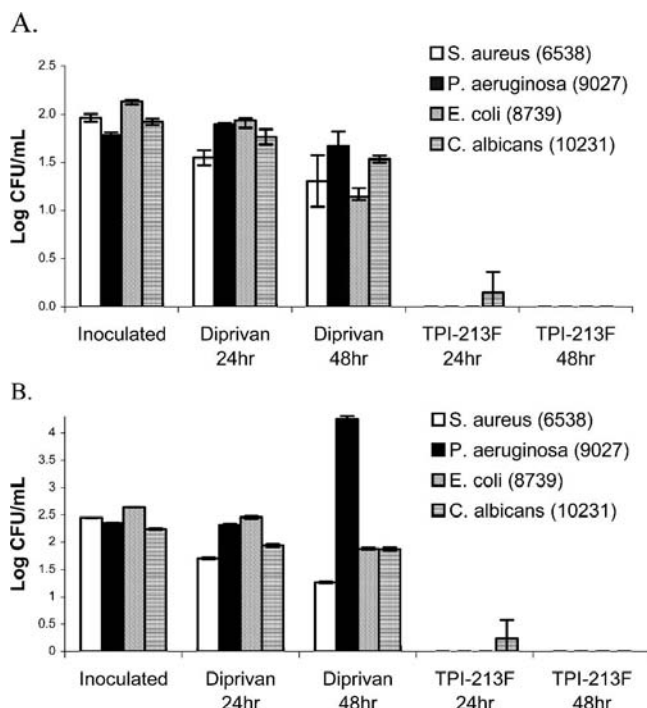 A.
S. aureus (6538)
P. aeruginosa (9027)
E. coli (8739)
C. albicans (10231)
Log CFU/mL
2.5
2.0
1.5
1.0
0.5
0.0
Inoculated
Diprivan
24hr
Diprivan
48hr
TPI-213F
24hr
TPI-213F
48hr
B.
S. aureus (6538)
P. aeruginosa (9027)
E. coli (8739)
C. albicans (10231)
Log CFU/mL
4
3.5
3
2.5
2
1.5
1
0.5
0
Inoculated
Diprivan
24hr
Diprivan
48hr
TPI-213F
24hr
TPI-213F
48hr